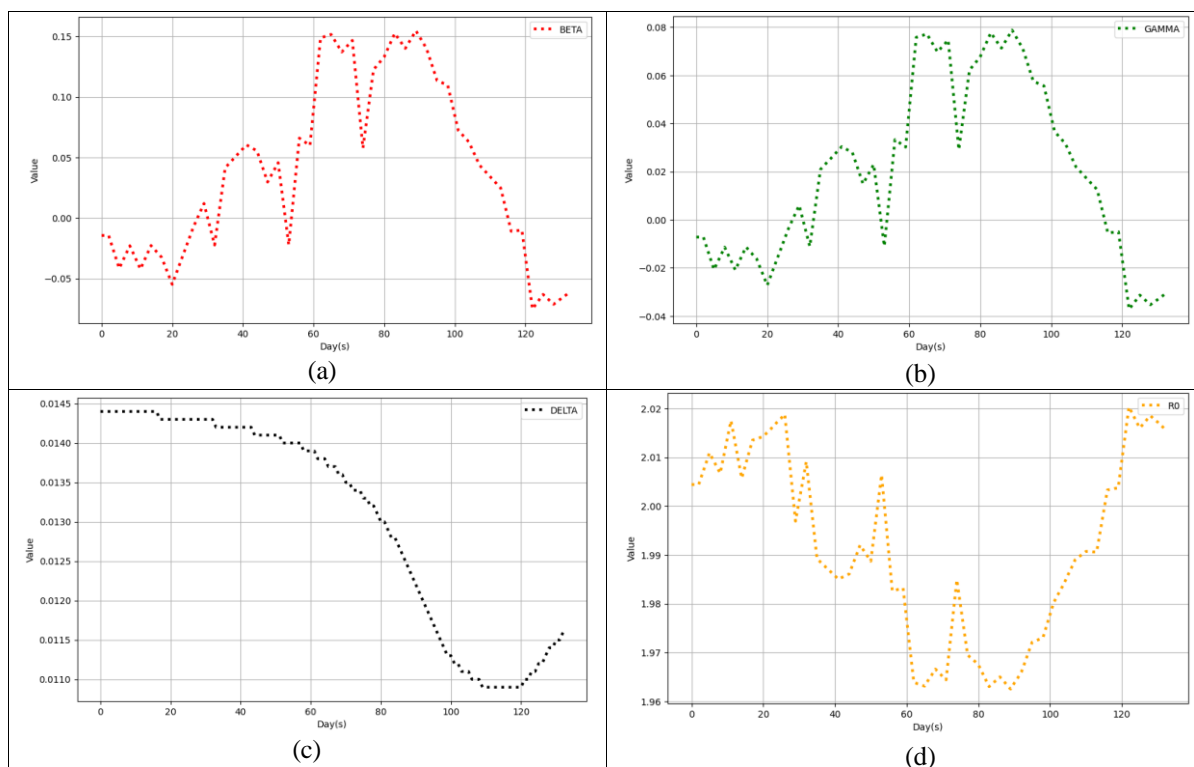 BETA
Value
0.15
0.10
0.05
0.00
−0.05
0 20 40 60 80 100 120
Day(s)
(a)
GAMMA
Value
0.08
0.06
0.04
0.02
0.00
−0.02
−0.04
0 20 40 60 80 100 120
Day(s)
(b)
DELTA
Value
0.0145
0.0140
0.0135
0.0130
0.0125
0.0120
0.0115
0.0110
0 20 40 60 80 100 120
Day(s)
(c)
R0
Value
2.02
2.01
2.00
1.99
1.98
1.97
1.96
0 20 40 60 80 100 120
Day(s)
(d)